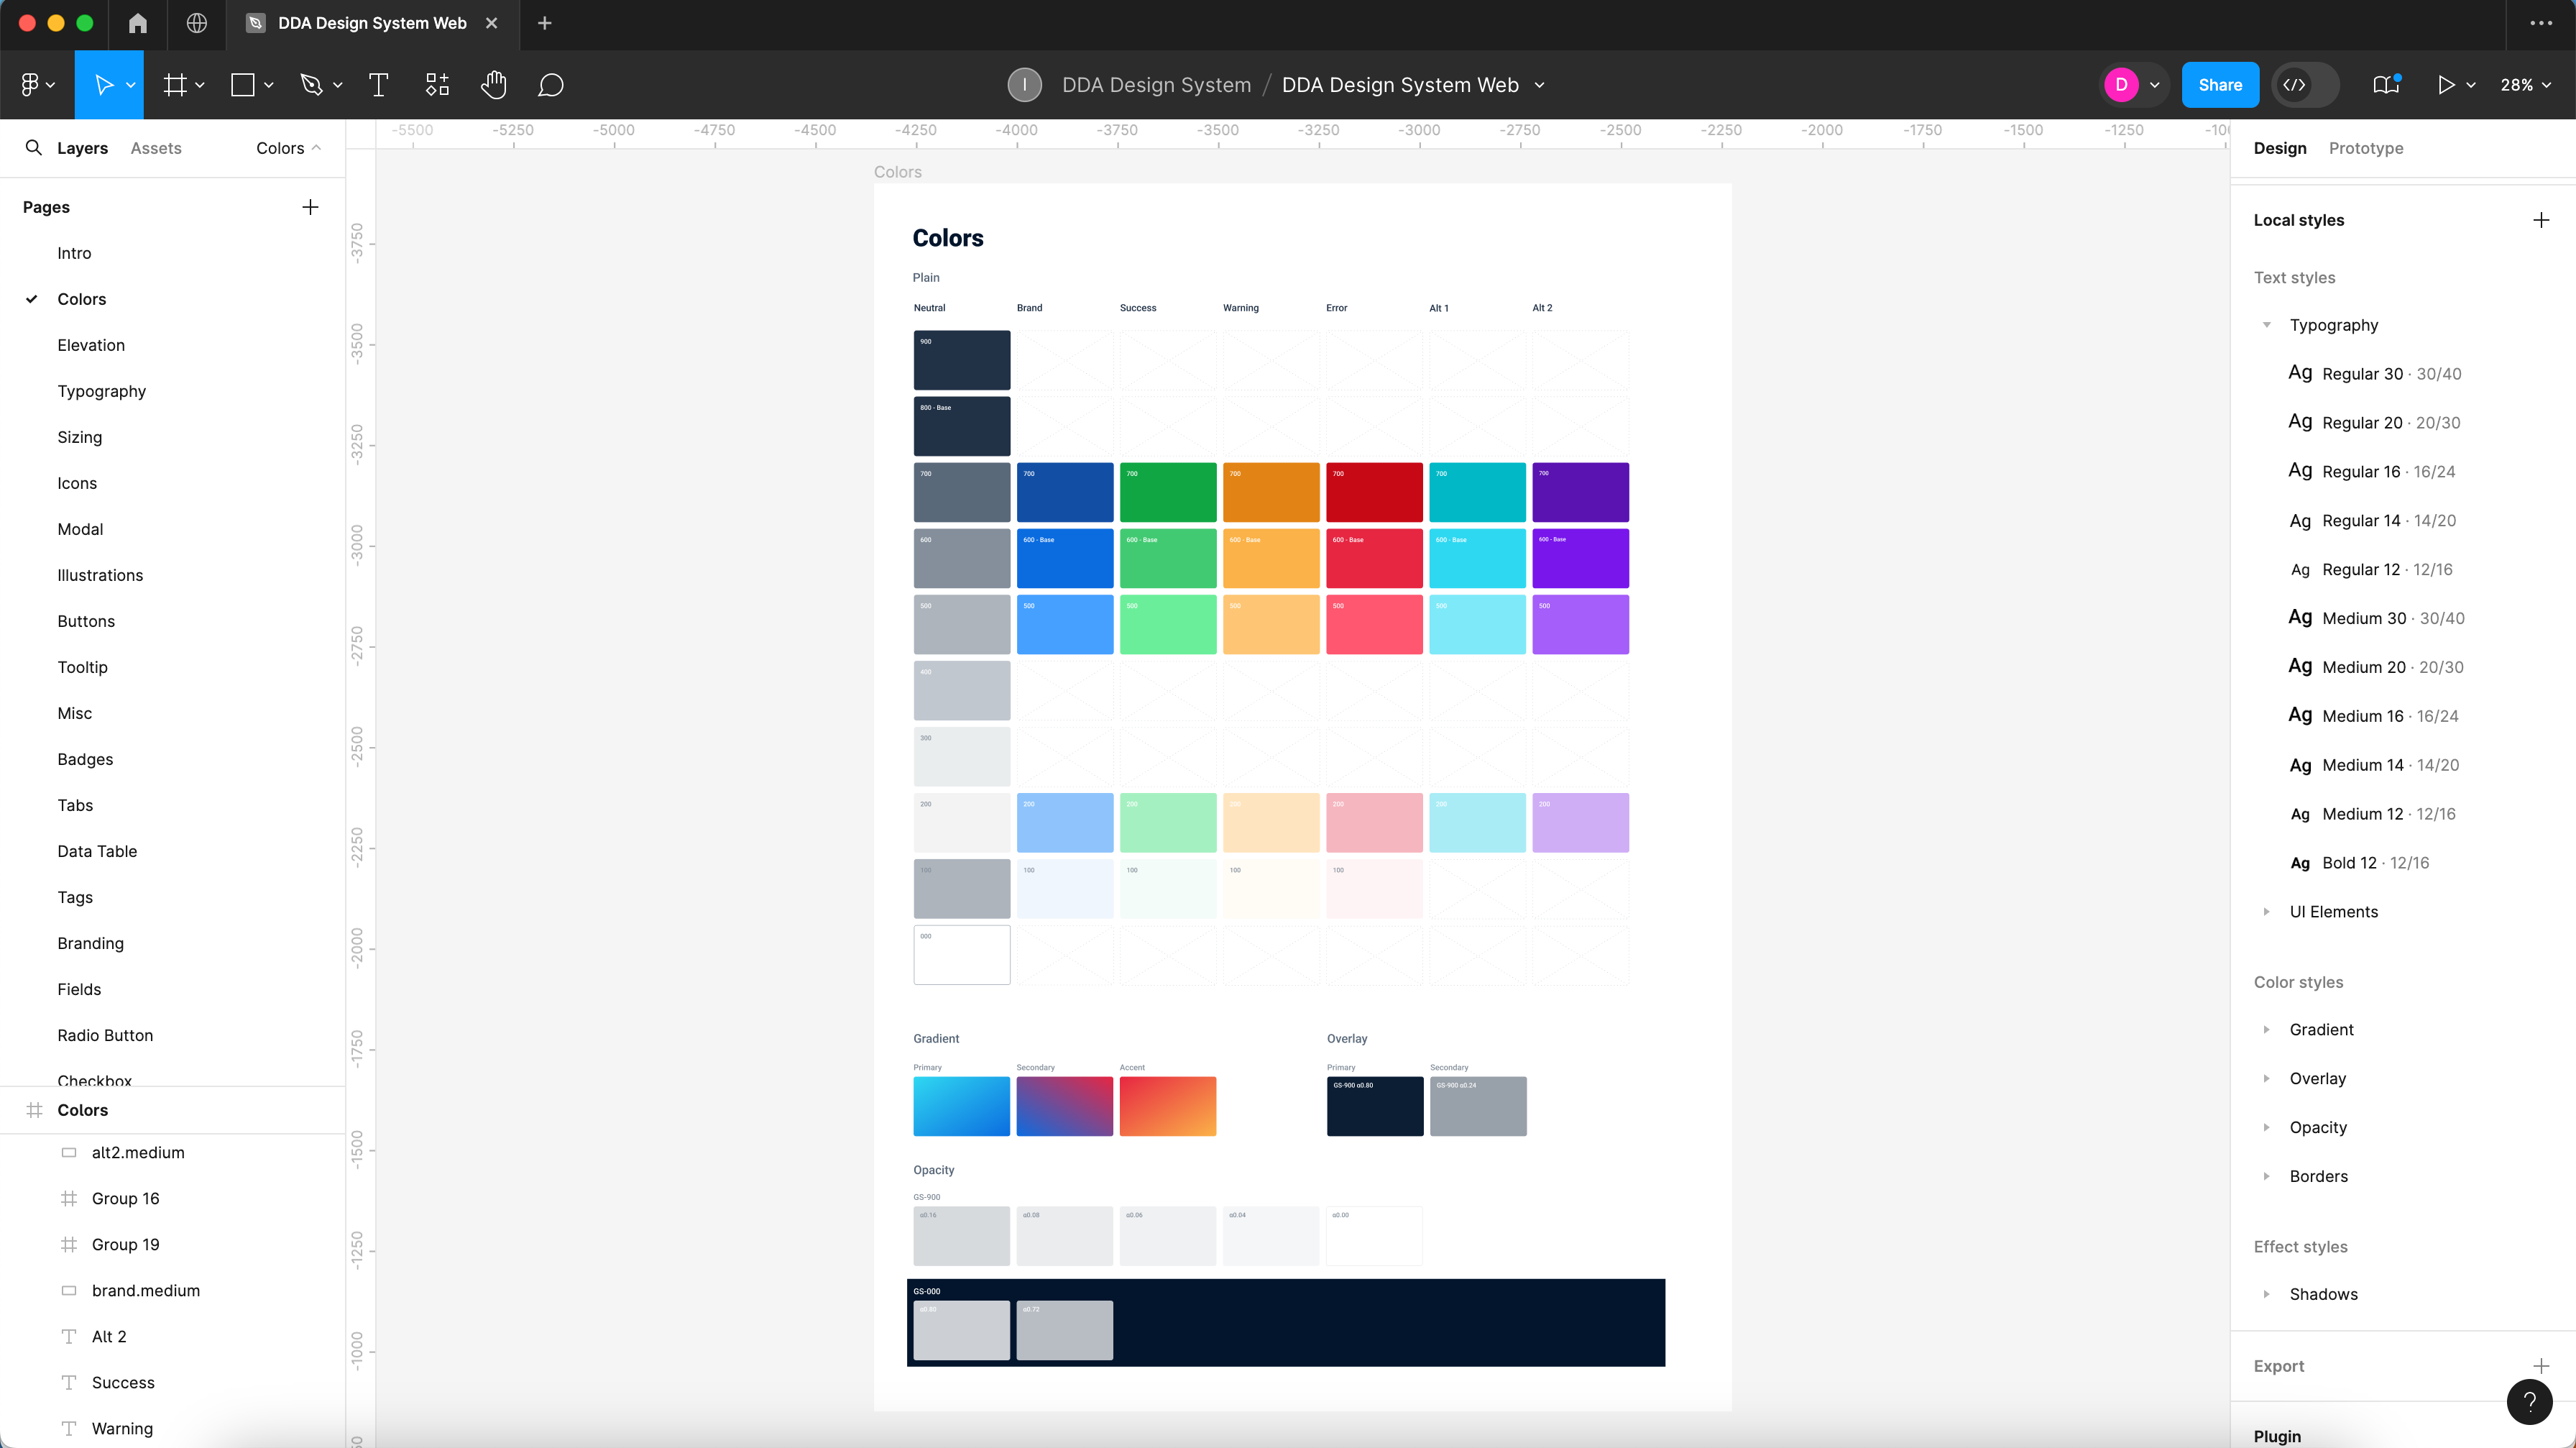 DDA Design System Web
DDA Design System / DDA Design System Web
I
D
Share
28%
Layers
Assets
Colors
Pages
Intro
Colors
Elevation
Typography
Sizing
Icons
Modal
Illustrations
Buttons
Tooltip
Misc
Badges
Tabs
Data Table
Tags
Branding
Fields
Radio Button
Checkbox
Colors
alt2.medium
Group 16
Group 19
brand.medium
Alt 2
Success
Warning
-5500 -5250 -5000 -4750 -4500 -4250 -4000 -3750 -3500 -3250 -3000 -2750 -2500 -2250 -2000 -1750 -1500 -1250
-3750
-3500
-3250
-3000
-2750
-2500
-2250
-2000
-1750
-1500
-1250
-1000
Colors
Colors
Plain
Neutral Brand Success Warning Error Alt 1 Alt 2
900
800 - Base
700 700 700 700 700 700 700
600 600 - Base 600 - Base 600 - Base 600 - Base 600 - Base 600 - Base
500 500 500 500 500 500 500
400
300
200 200 200 200 200 200 200
100 100 100 100 100
000
Gradient
Primary Secondary Accent
Overlay
Primary Secondary
GS-900 α0.80 GS-900 α0.24
Opacity
GS-900
α0.16 α0.08 α0.06 α0.04 α0.00
GS-000
α0.80 α0.72
Design
Prototype
Local styles
Text styles
Typography
Ag Regular 30 · 30/40
Ag Regular 20 · 20/30
Ag Regular 16 · 16/24
Ag Regular 14 · 14/20
Ag Regular 12 · 12/16
Ag Medium 30 · 30/40
Ag Medium 20 · 20/30
Ag Medium 16 · 16/24
Ag Medium 14 · 14/20
Ag Medium 12 · 12/16
Ag Bold 12 · 12/16
UI Elements
Color styles
Gradient
Overlay
Opacity
Borders
Effect styles
Shadows
Export
Plugin
?